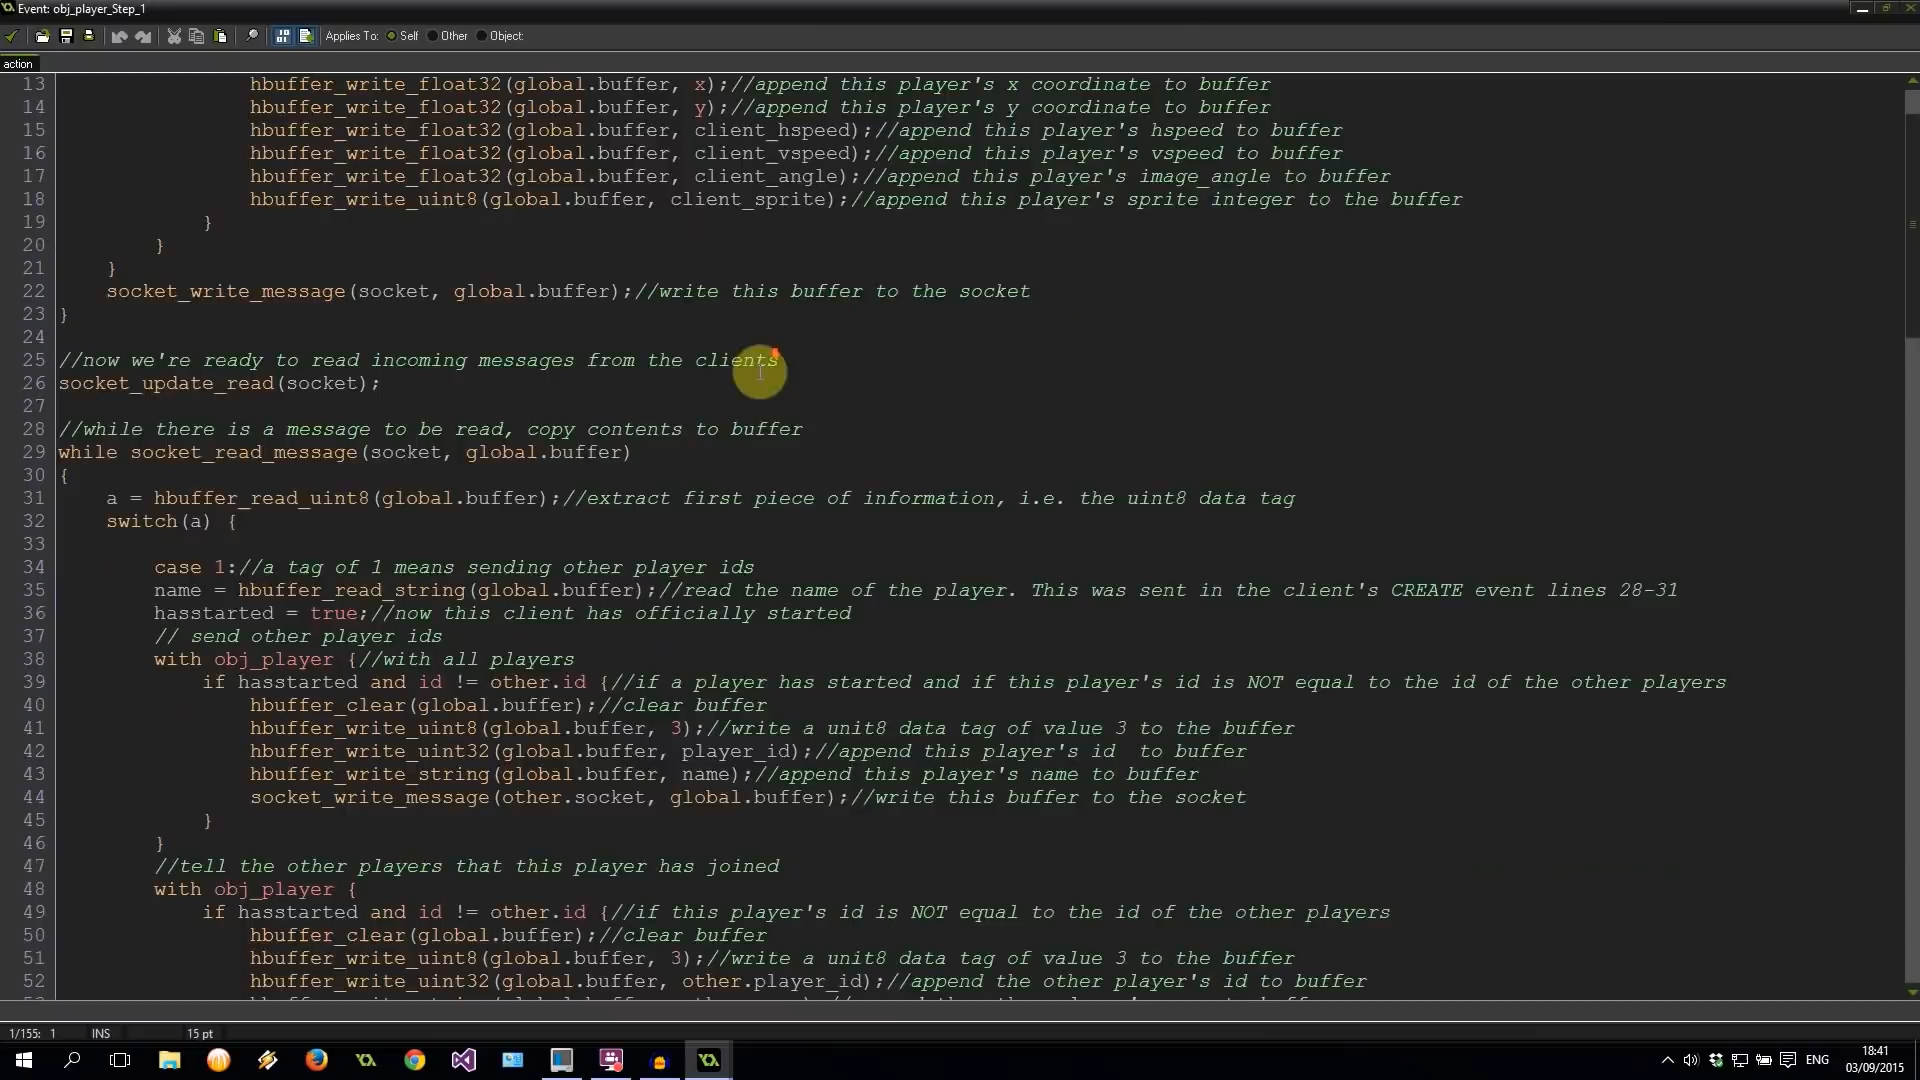 Event: obj_player_Step_1
Applies To: Self Other Object:
action
13 hbuffer_write_float32(global.buffer, x);//append this player's x coordinate to buffer
14 hbuffer_write_float32(global.buffer, y);//append this player's y coordinate to buffer
15 hbuffer_write_float32(global.buffer, client_hspeed);//append this player's hspeed to buffer
16 hbuffer_write_float32(global.buffer, client_vspeed);//append this player's vspeed to buffer
17 hbuffer_write_float32(global.buffer, client_angle);//append this player's image_angle to buffer
18 hbuffer_write_uint8(global.buffer, client_sprite);//append this player's sprite integer to the buffer
19 }
20 }
21 }
22 socket_write_message(socket, global.buffer);//write this buffer to the socket
23 }
24
25 //now we're ready to read incoming messages from the clients
26 socket_update_read(socket);
27
28 //while there is a message to be read, copy contents to buffer
29 while socket_read_message(socket, global.buffer)
30 {
31 a = hbuffer_read_uint8(global.buffer);//extract first piece of information, i.e. the uint8 data tag
32 switch(a) {
33
34 case 1://a tag of 1 means sending other player ids
35 name = hbuffer_read_string(global.buffer);//read the name of the player. This was sent in the client's CREATE event lines 28-31
36 hasstarted = true;//now this client has officially started
37 // send other player ids
38 with obj_player {//with all players
39 if hasstarted and id != other.id {//if a player has started and if this player's id is NOT equal to the id of the other players
40 hbuffer_clear(global.buffer);//clear buffer
41 hbuffer_write_uint8(global.buffer, 3);//write a unit8 data tag of value 3 to the buffer
42 hbuffer_write_uint32(global.buffer, player_id);//append this player's id  to buffer
43 hbuffer_write_string(global.buffer, name);//append this player's name to buffer
44 socket_write_message(other.socket, global.buffer);//write this buffer to the socket
45 }
46 }
47 //tell the other players that this player has joined
48 with obj_player {
49 if hasstarted and id != other.id {//if this player's id is NOT equal to the id of the other players
50 hbuffer_clear(global.buffer);//clear buffer
51 hbuffer_write_uint8(global.buffer, 3);//write a unit8 data tag of value 3 to the buffer
52 hbuffer_write_uint32(global.buffer, other.player_id);//append the other player's id to buffer
1/155: 1 INS 15 pt
ENG
18:41
03/09/2015